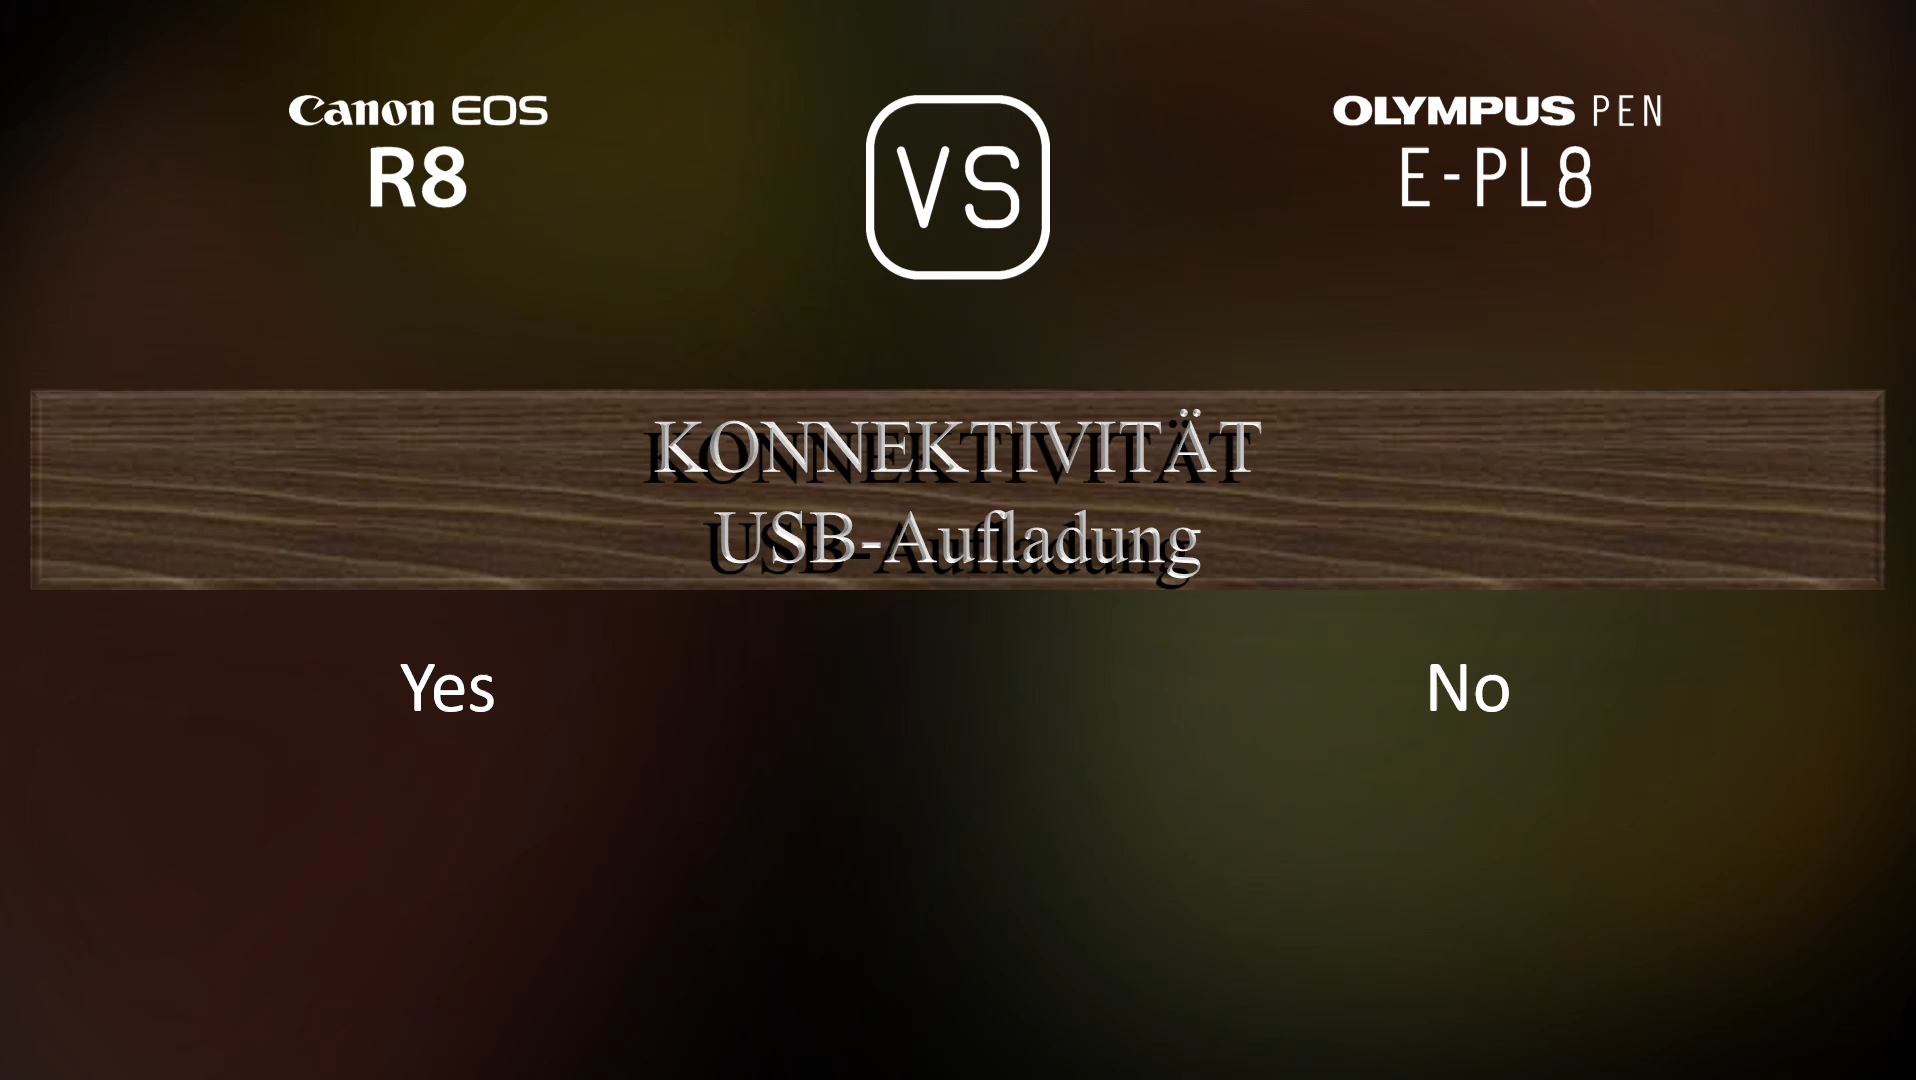 Canon EOS
R8
VS
OLYMPUS PEN
E-PL8
KONNEKTIVITÄT
USB-Aufladung
Yes
No